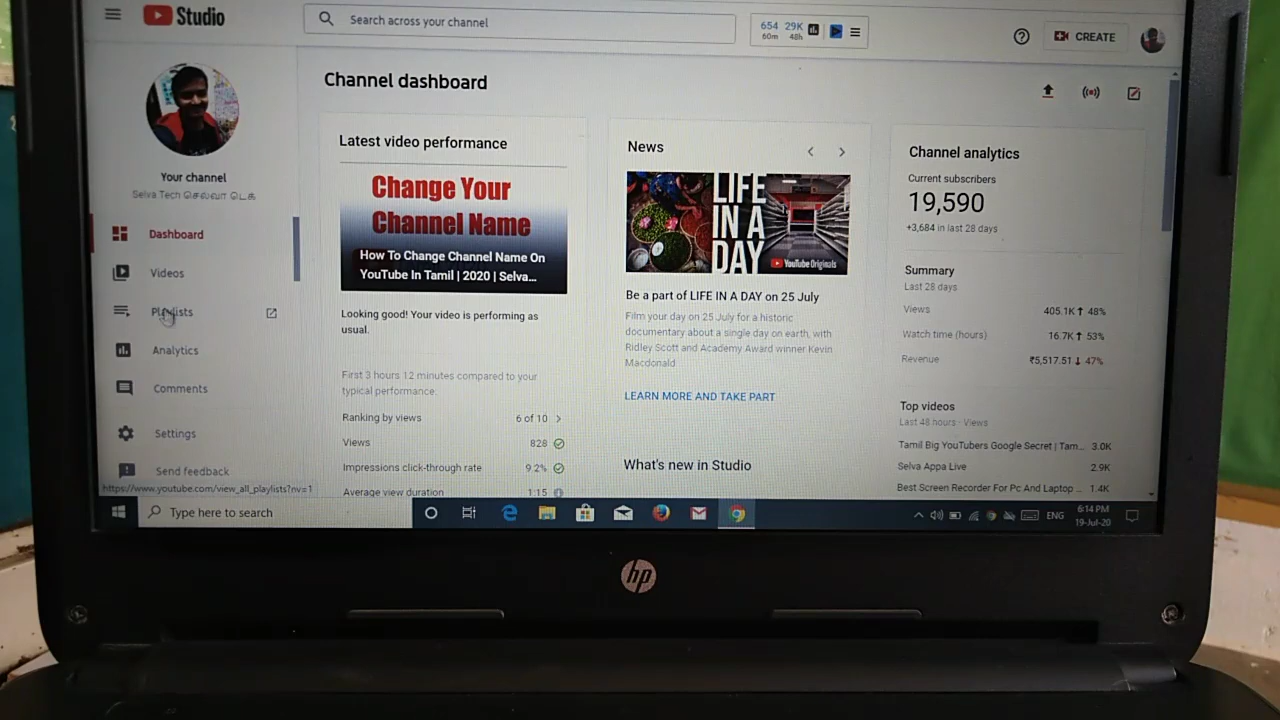 Studio
Search across your channel
654 29K
60m 48h
CREATE
Channel dashboard
Your channel
Selva Tech செல்வா டெக்
Dashboard
Videos
Playlists
Analytics
Comments
Settings
Send feedback
https://www.youtube.com/view_all_playlists?nv=1
Latest video performance
Change Your
Channel Name
How To Change Channel Name On
YouTube In Tamil | 2020 | Selva...
Looking good! Your video is performing as
usual.
First 3 hours 12 minutes compared to your
typical performance.
Ranking by views 6 of 10
Views 828
Impressions click-through rate 9.2%
Average view duration 1:15
News
LIFE
IN A
DAY
YouTube Originals
Be a part of LIFE IN A DAY on 25 July
Film your day on 25 July for a historic
documentary about a single day on earth, with
Ridley Scott and Academy Award winner Kevin
Macdonald
LEARN MORE AND TAKE PART
What's new in Studio
Channel analytics
Current subscribers
19,590
+3,684 in last 28 days
Summary
Last 28 days
Views 405.1K 48%
Watch time (hours) 16.7K 53%
Revenue ₹5,517.51 47%
Top videos
Last 48 hours · Views
Tamil Big YouTubers Google Secret | Tam... 3.0K
Selva Appa Live 2.9K
Best Screen Recorder For Pc And Laptop ... 1.4K
Type here to search
ENG
6:14 PM
19-Jul-20
hp